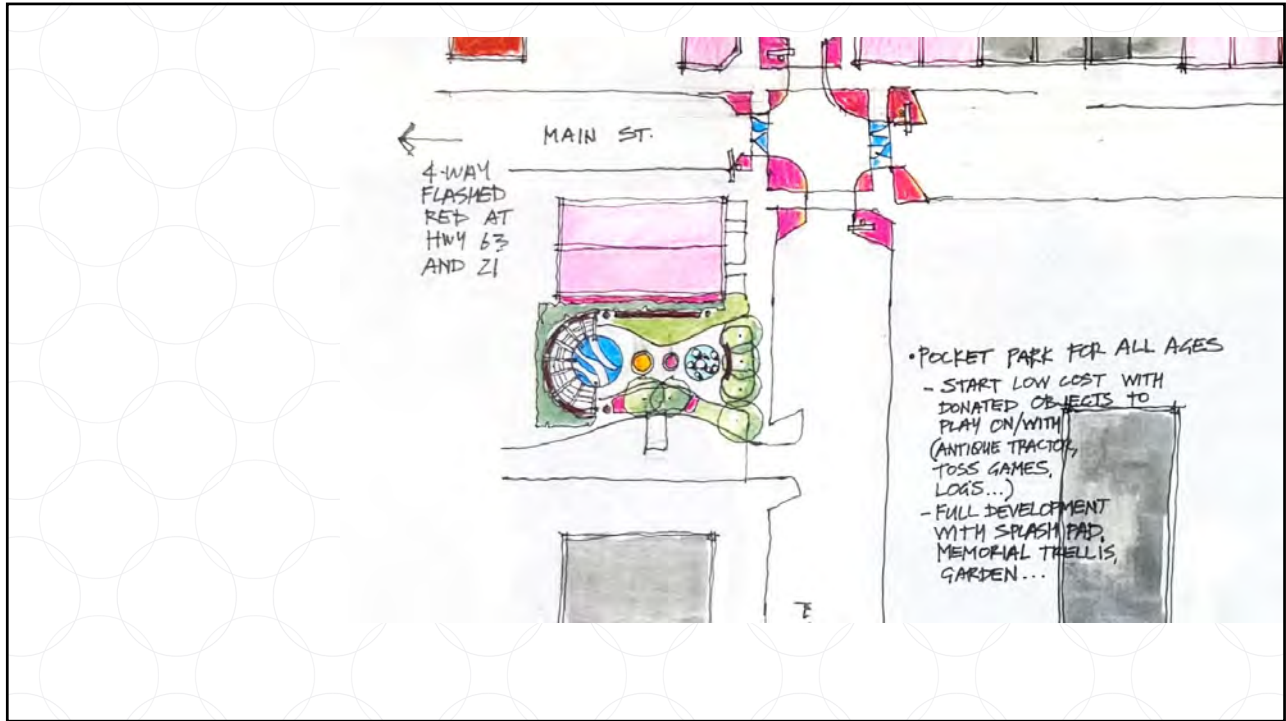 MAIN ST.
4-WAY
FLASHED
RED AT
HWY 63
AND 21
• POCKET PARK FOR ALL AGES
- START LOW COST WITH
DONATED OBJECTS TO
PLAY ON/WITH
(ANTIQUE TRACTOR,
TOSS GAMES,
LOGS...)
- FULL DEVELOPMENT
WITH SPLASH PAD,
MEMORIAL TRELLIS,
GARDEN...